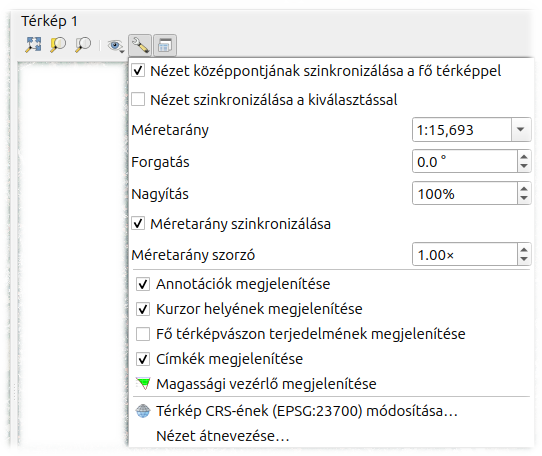 Térkép 1
Nézet középpontjának szinkronizálása a fő térképpel
Nézet szinkronizálása a kiválasztással
Méretarány 1:15,693
Forgatás 0.0 °
Nagyítás 100%
Méretarány szinkronizálása
Méretarány szorzó 1.00×
Annotációk megjelenítése
Kurzor helyének megjelenítése
Fő térképvászon terjedelmének megjelenítése
Címkék megjelenítése
Magassági vezérlő megjelenítése
Térkép CRS-ének (EPSG:23700) módosítása…
Nézet átnevezése…